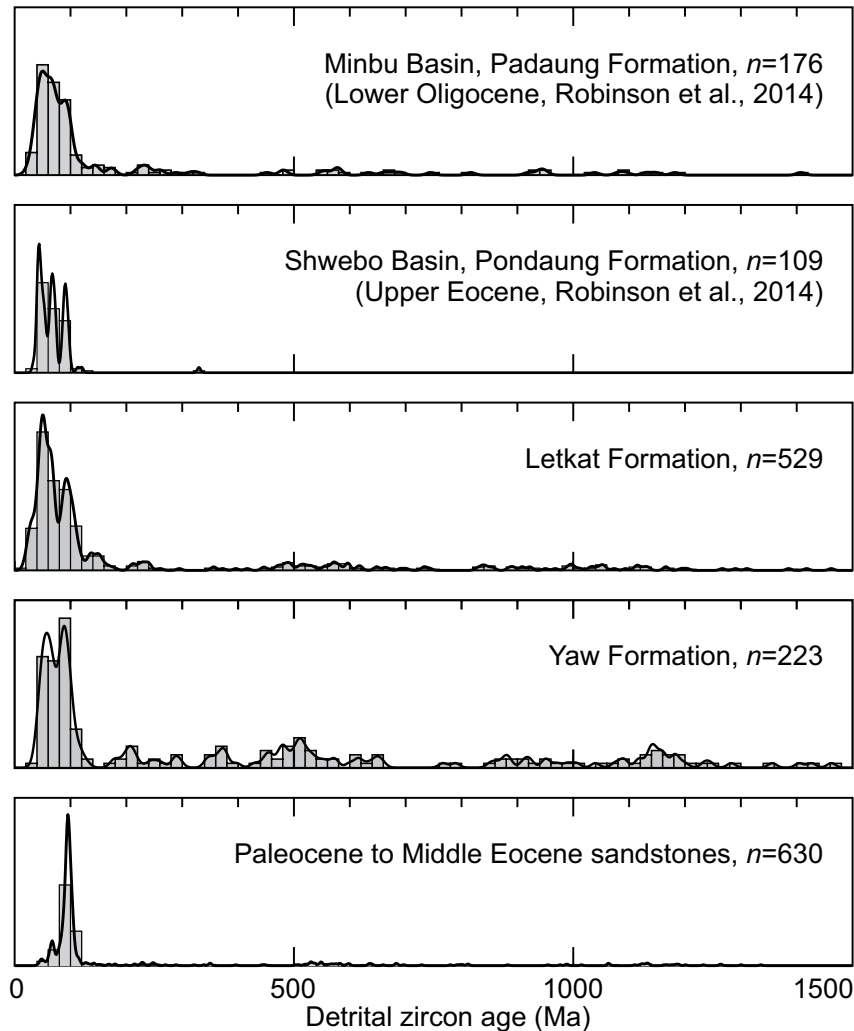 Minbu Basin, Padaung Formation, n=176
(Lower Oligocene, Robinson et al., 2014)
Shwebo Basin, Pondaung Formation, n=109
(Upper Eocene, Robinson et al., 2014)
Letkat Formation, n=529
Yaw Formation, n=223
Paleocene to Middle Eocene sandstones, n=630
0 500 1000 1500
Detrital zircon age (Ma)